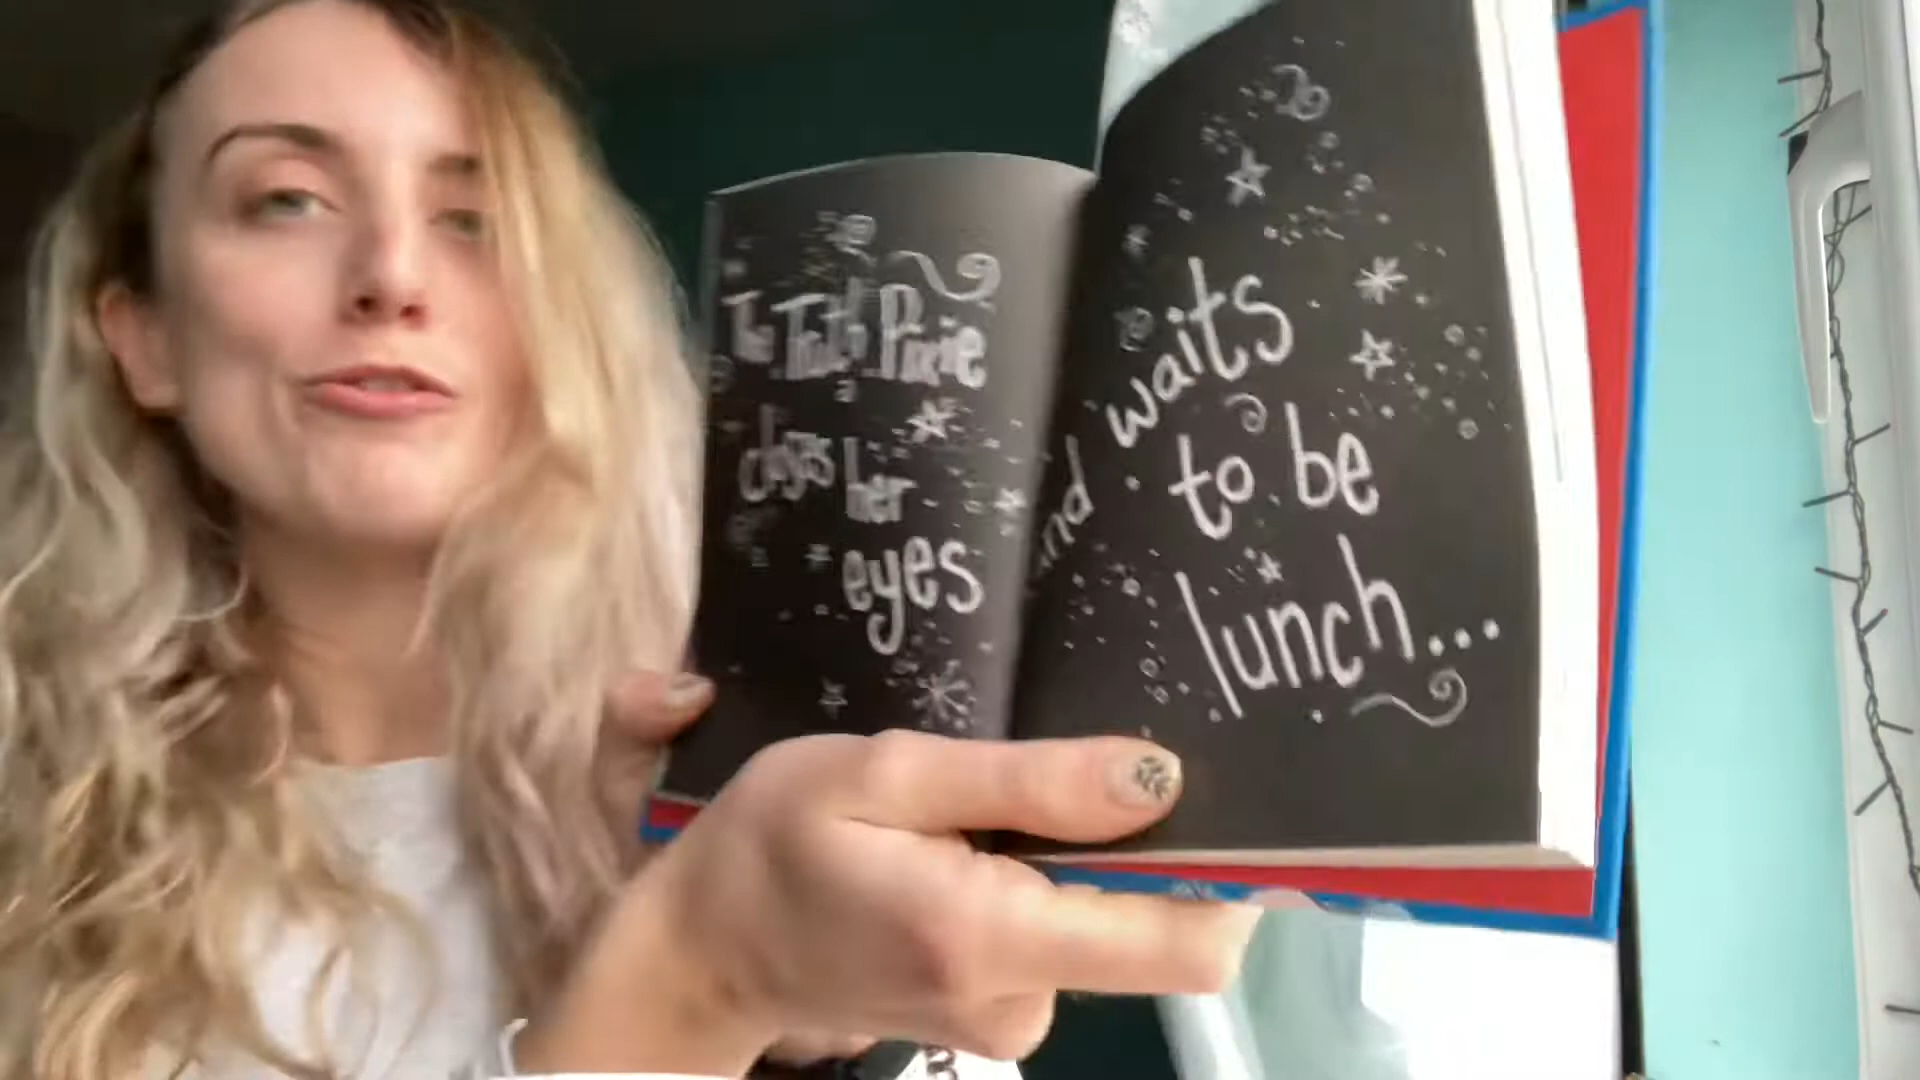 The Truth Pixie
closes her
eyes
and waits
to be
lunch...